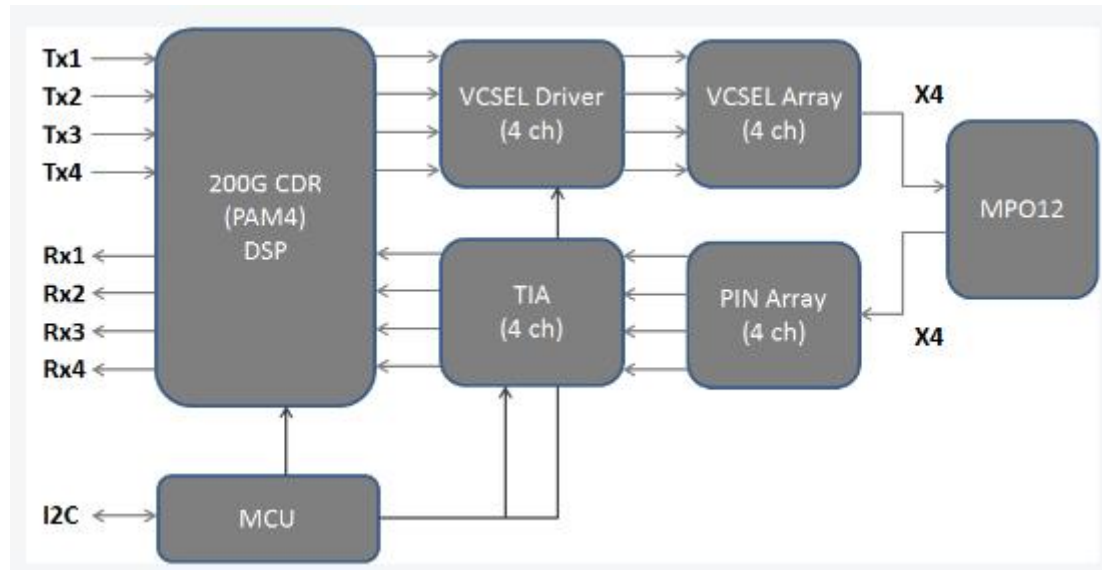 Tx1
Tx2
Tx3
Tx4
200G CDR
(PAM4)
DSP
VCSEL Driver
(4 ch)
VCSEL Array
(4 ch)
X4
MPO12
Rx1
Rx2
Rx3
Rx4
TIA
(4 ch)
PIN Array
(4 ch)
X4
I2C
MCU